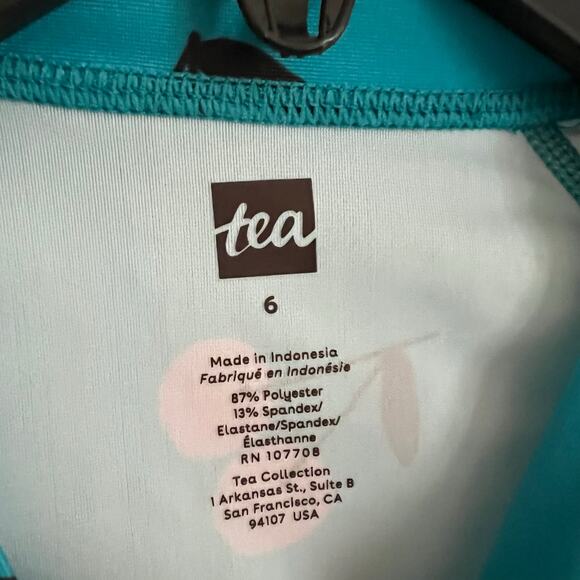 tea
6
Made in Indonesia
Fabriqué en Indonésie
87% Polyester
13% Spandex/
Elastane/Spandex/
Élasthanne
RN 107708
Tea Collection
1 Arkansas St., Suite B
San Francisco, CA
94107 USA